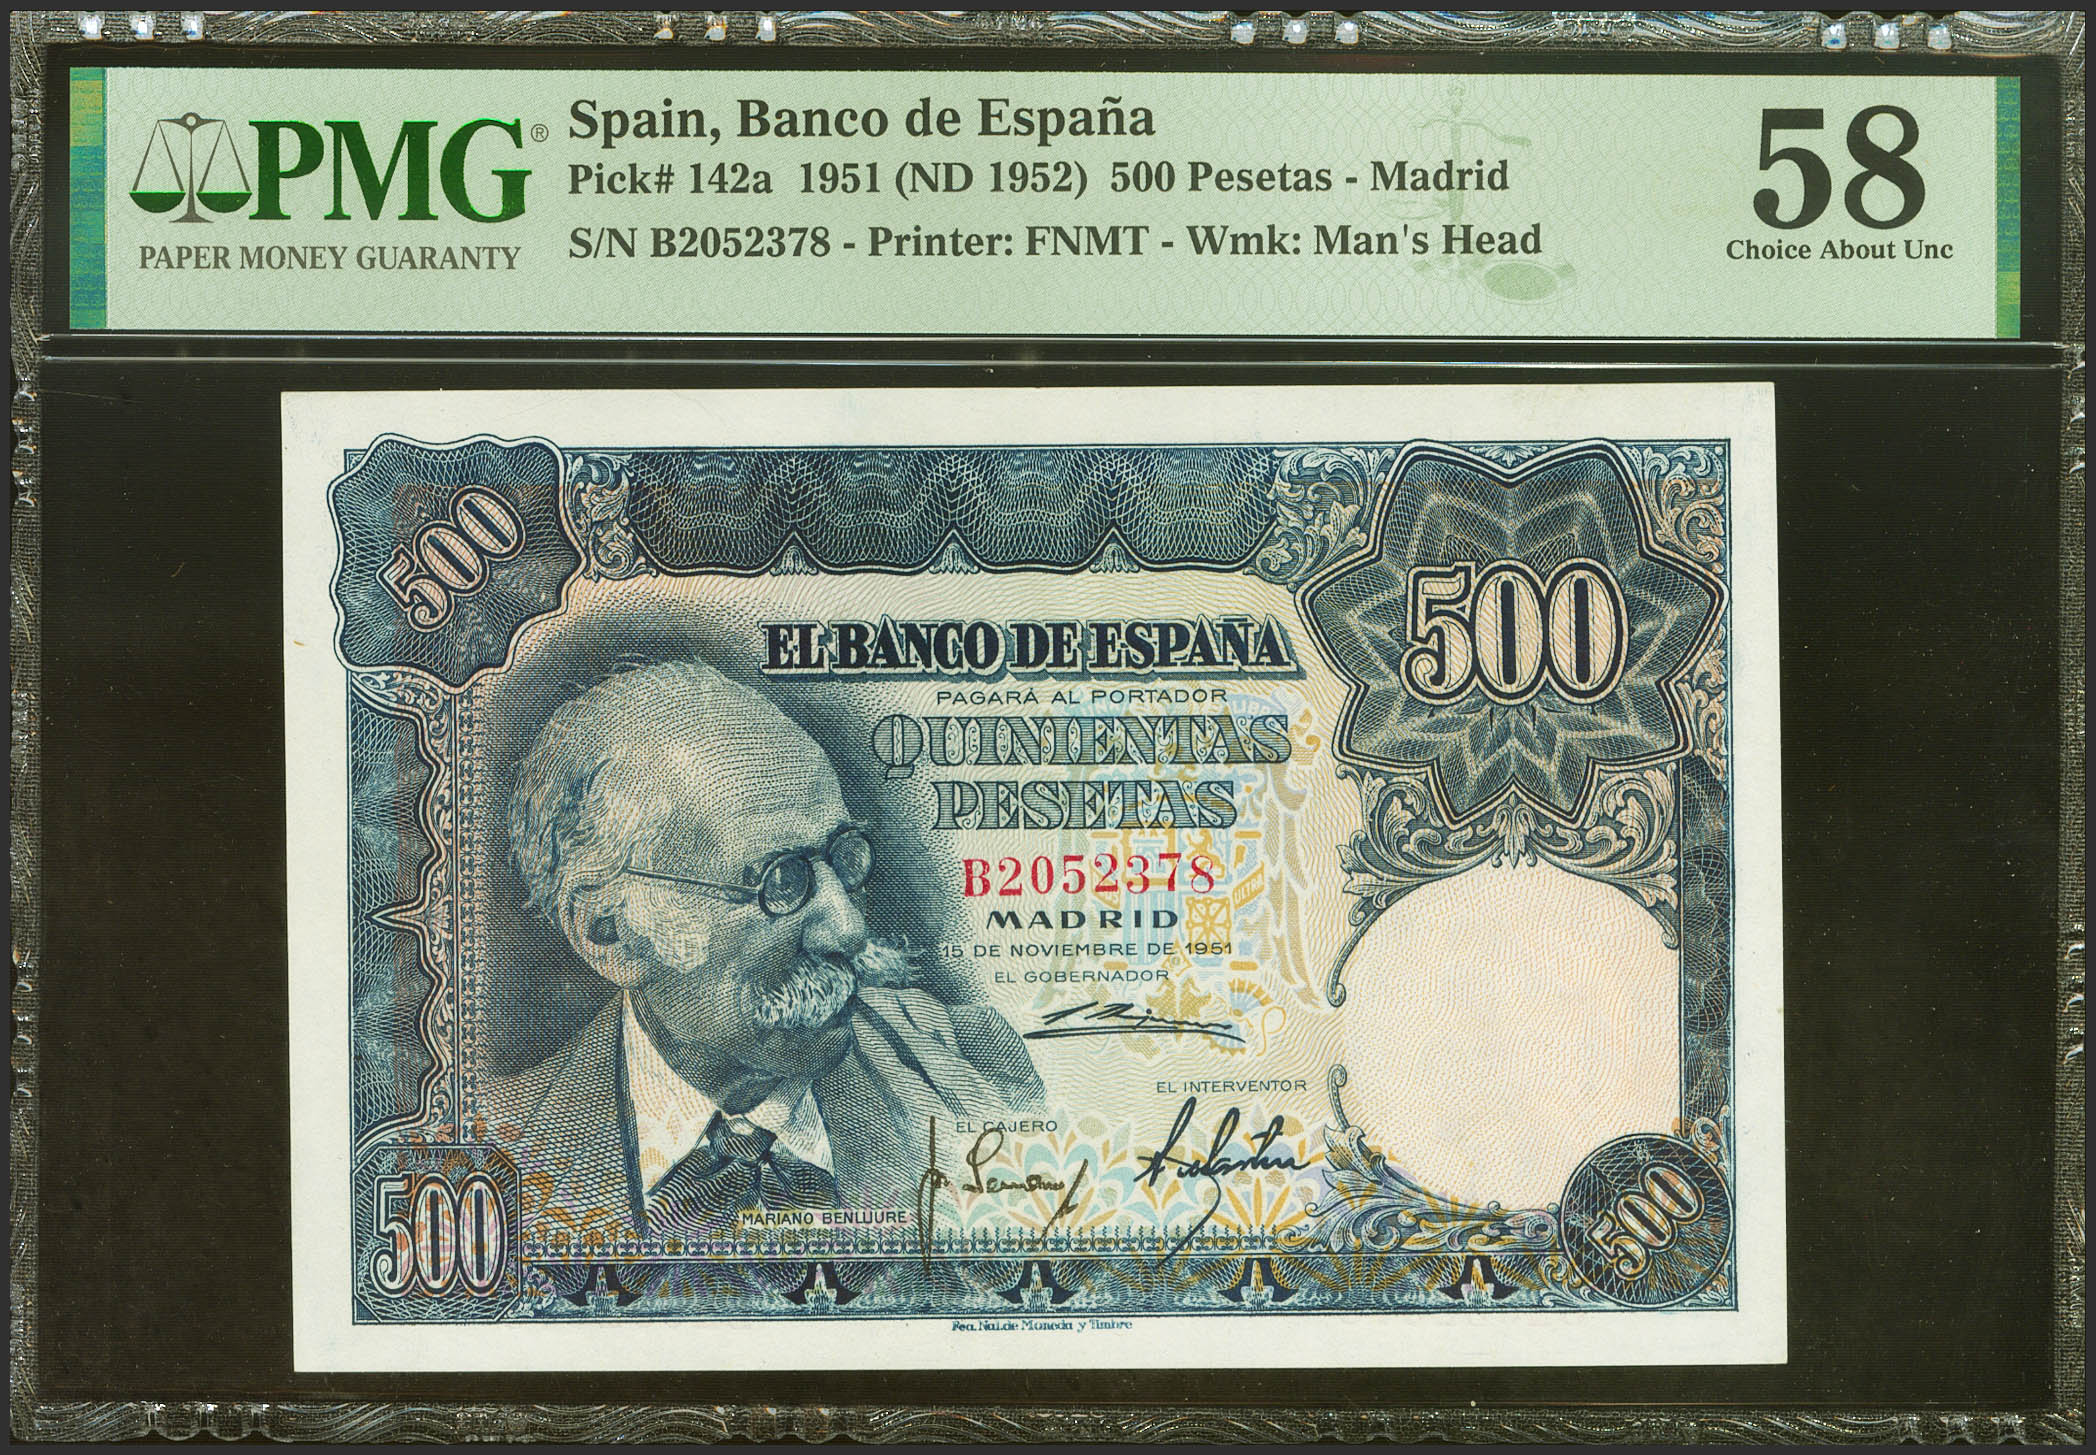 PMG®
PAPER MONEY GUARANTY
Spain, Banco de España
Pick# 142a 1951 (ND 1952) 500 Pesetas - Madrid
S/N B2052378 - Printer: FNMT - Wmk: Man's Head
58
Choice About Unc
500
500
EL BANCO DE ESPAÑA
PAGARÁ AL PORTADOR
QUINIENTAS
PESETAS
B2052378
MADRID
15 DE NOVIEMBRE DE 1951
EL GOBERNADOR
EL INTERVENTOR
EL CAJERO
MARIANO BENLLIURE
500
500
Fca. Nal. de Moneda y Timbre